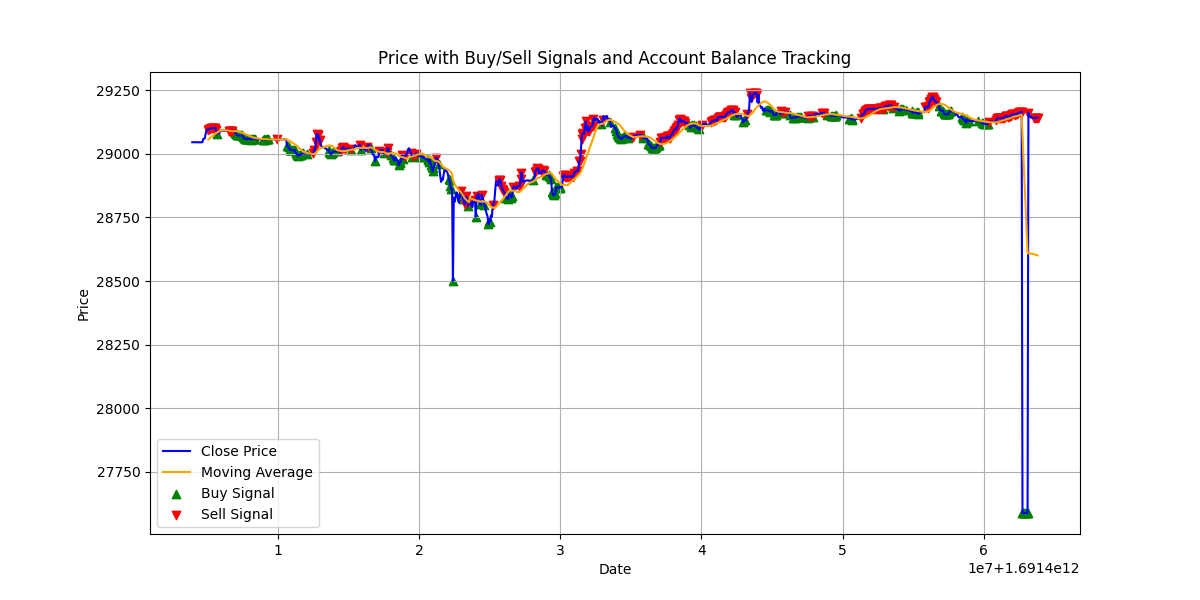 Price with Buy/Sell Signals and Account Balance Tracking
29250
29000
28750
28500
28250
28000
27750
Price
Close Price
Moving Average
Buy Signal
Sell Signal
1 2 3 4 5 6
Date
1e7+1.6914e12